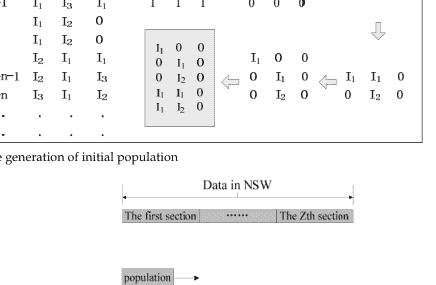 -1 I₁ I₃ I₁ 1 1 1 0 0 0
I₁ I₂ 0
I₁ I₂ 0
I₂ I₁ I₁
n-1 I₂ I₁ I₃
n I₃ I₁ I₂
. . . .
. . . .
I₁ 0 0
0 I₁ 0
0 I₂ 0
I₁ I₁ 0
I₁ I₂ 0
I₁ 0 0
0 I₁ 0
0 I₂ 0
I₁ I₁ 0
0 I₂ 0
e generation of initial population
Data in NSW
The first section ...... The Zth section
population